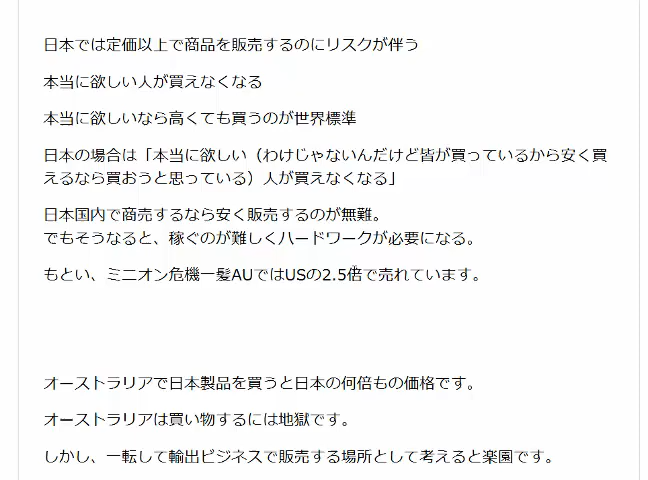 日本では定価以上で商品を販売するのにリスクが伴う
本当に欲しい人が買えなくなる
本当に欲しいなら高くても買うのが世界標準
日本の場合は「本当に欲しい（わけじゃないんだけど皆が買っているから安く買
えるなら買おうと思っている）人が買えなくなる」
日本国内で商売するなら安く販売するのが無難。
でもそうなると、稼ぐのが難しくハードワークが必要になる。
もとい、ミニオン危機一髪AUではUSの2.5倍で売れています。
オーストラリアで日本製品を買うと日本の何倍もの価格です。
オーストラリアは買い物するには地獄です。
しかし、一転して輸出ビジネスで販売する場所として考えると楽園です。